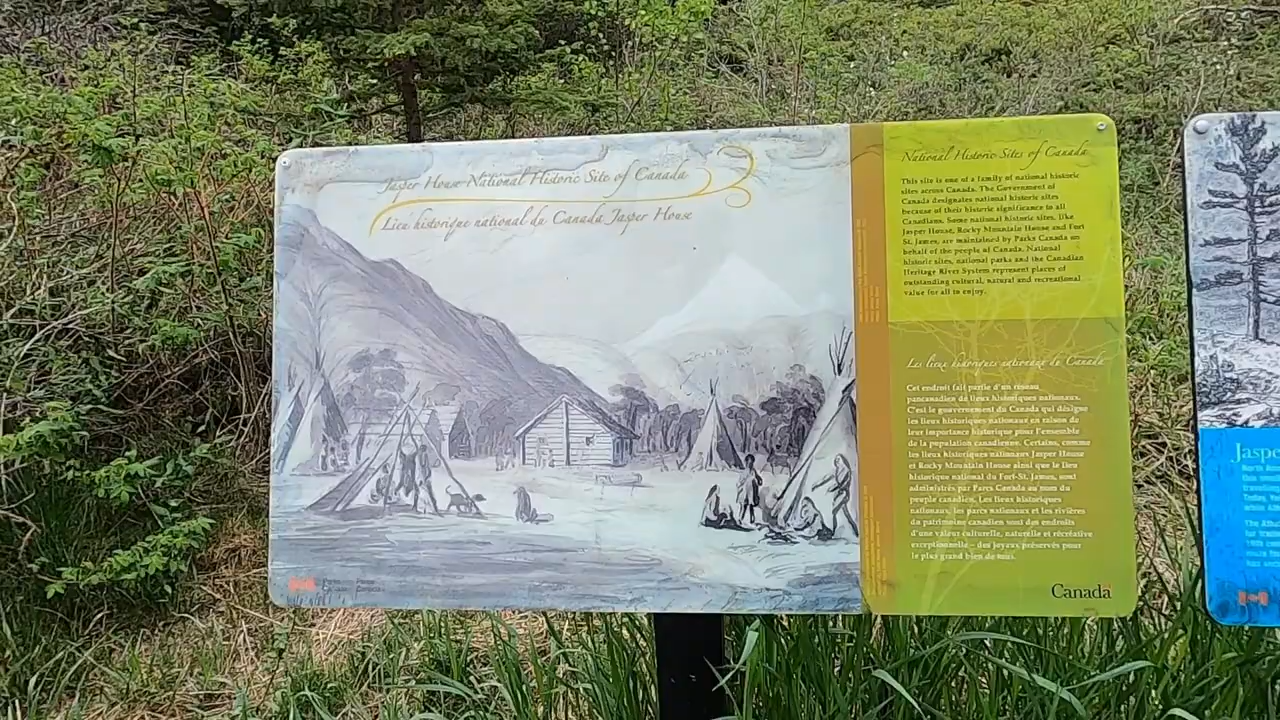 Jasper House National Historic Site of Canada
Lieu historique national du Canada Jasper House
National Historic Sites of Canada
This site is one of a family of national historic
sites across Canada. The Government of
Canada designates national historic sites
because of their historic significance to all
Canadians. Some national historic sites, like
Jasper House, Rocky Mountain House and Fort
St. James, are maintained by Parks Canada on
behalf of the people of Canada. National
historic sites, national parks and the Canadian
Heritage River System represent places of
outstanding cultural, natural and recreational
value for all to enjoy.
Les lieux historiques nationaux du Canada
Cet endroit fait partie d'un réseau
pancanadien de lieux historiques nationaux.
C'est le gouvernement du Canada qui désigne
les lieux historiques nationaux en raison de
leur importance historique pour l'ensemble
de la population canadienne. Certains, comme
les lieux historiques nationaux Jasper House
et Rocky Mountain House ainsi que le lieu
historique national du Fort-St. James, sont
administrés par Parcs Canada au nom du
peuple canadien. Les lieux historiques
nationaux, les parcs nationaux et les rivières
du patrimoine canadien sont des endroits
d'une valeur culturelle, naturelle et récréative
exceptionnelle – des joyaux préservés pour
le plus grand bien de tous.
Parks Parcs
Canada Canada
Canada
Jaspe